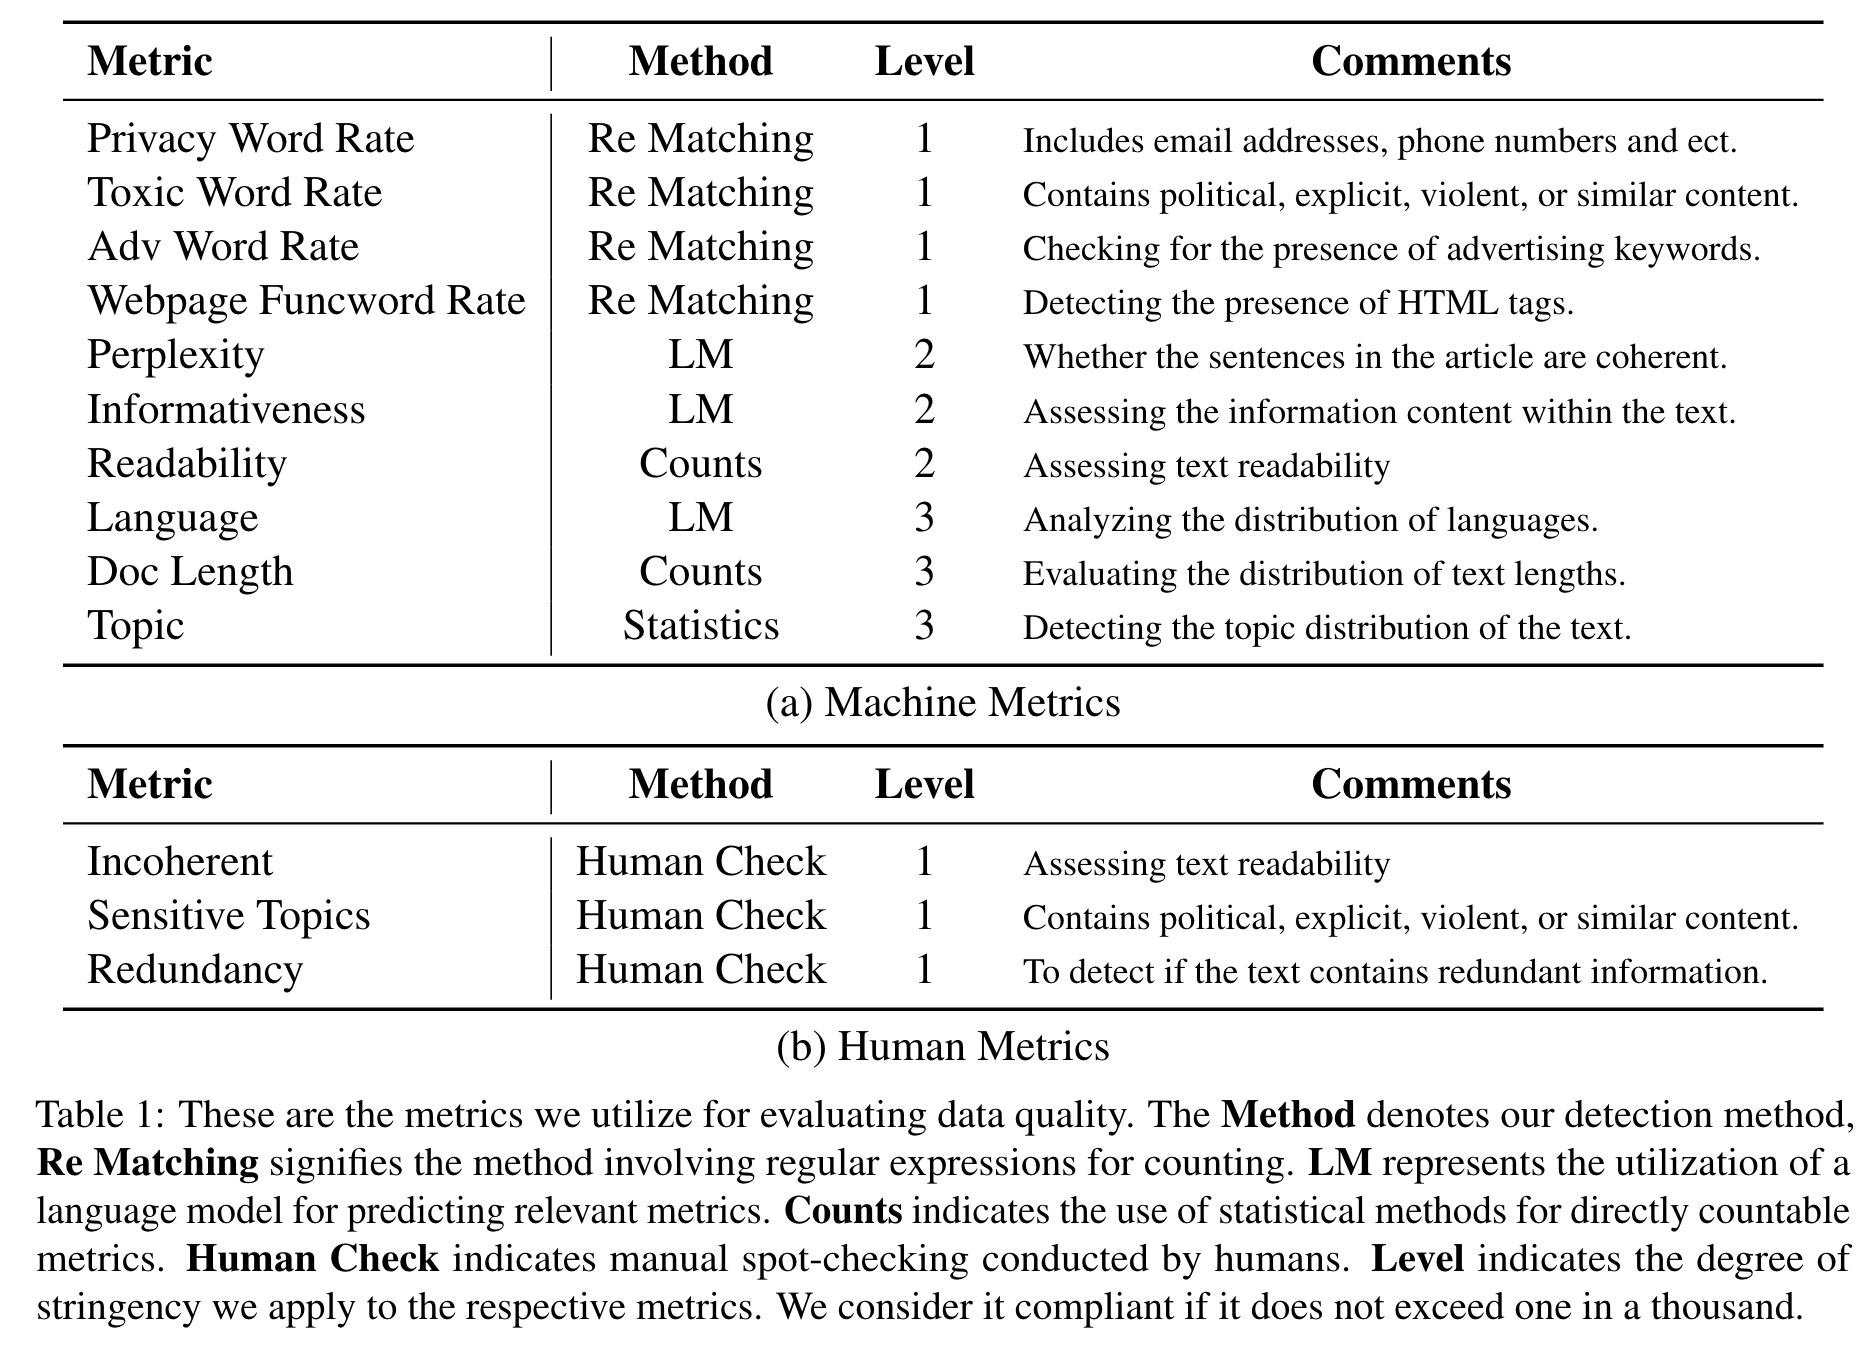 Metric Method Level Comments
Privacy Word Rate Re Matching 1 Includes email addresses, phone numbers and ect.
Toxic Word Rate Re Matching 1 Contains political, explicit, violent, or similar content.
Adv Word Rate Re Matching 1 Checking for the presence of advertising keywords.
Webpage Funcword Rate Re Matching 1 Detecting the presence of HTML tags.
Perplexity LM 2 Whether the sentences in the article are coherent.
Informativeness LM 2 Assessing the information content within the text.
Readability Counts 2 Assessing text readability
Language LM 3 Analyzing the distribution of languages.
Doc Length Counts 3 Evaluating the distribution of text lengths.
Topic Statistics 3 Detecting the topic distribution of the text.
(a) Machine Metrics
Metric Method Level Comments
Incoherent Human Check 1 Assessing text readability
Sensitive Topics Human Check 1 Contains political, explicit, violent, or similar content.
Redundancy Human Check 1 To detect if the text contains redundant information.
(b) Human Metrics
Table 1: These are the metrics we utilize for evaluating data quality. The Method denotes our detection method,
Re Matching signifies the method involving regular expressions for counting. LM represents the utilization of a
language model for predicting relevant metrics. Counts indicates the use of statistical methods for directly countable
metrics. Human Check indicates manual spot-checking conducted by humans. Level indicates the degree of
stringency we apply to the respective metrics. We consider it compliant if it does not exceed one in a thousand.